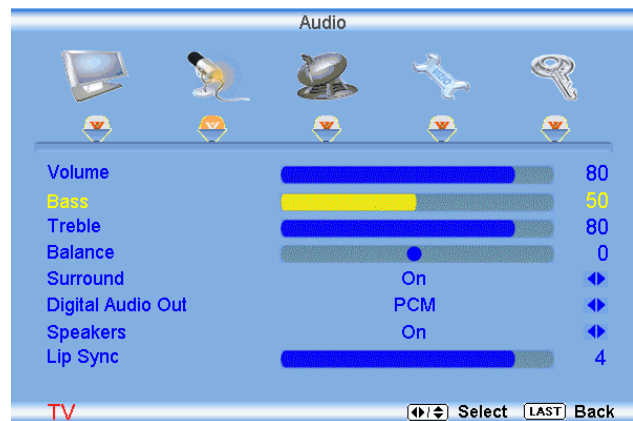 Audio
Volume 80
Bass 50
Treble 80
Balance 0
Surround On
Digital Audio Out PCM
Speakers On
Lip Sync 4
TV Select LAST Back